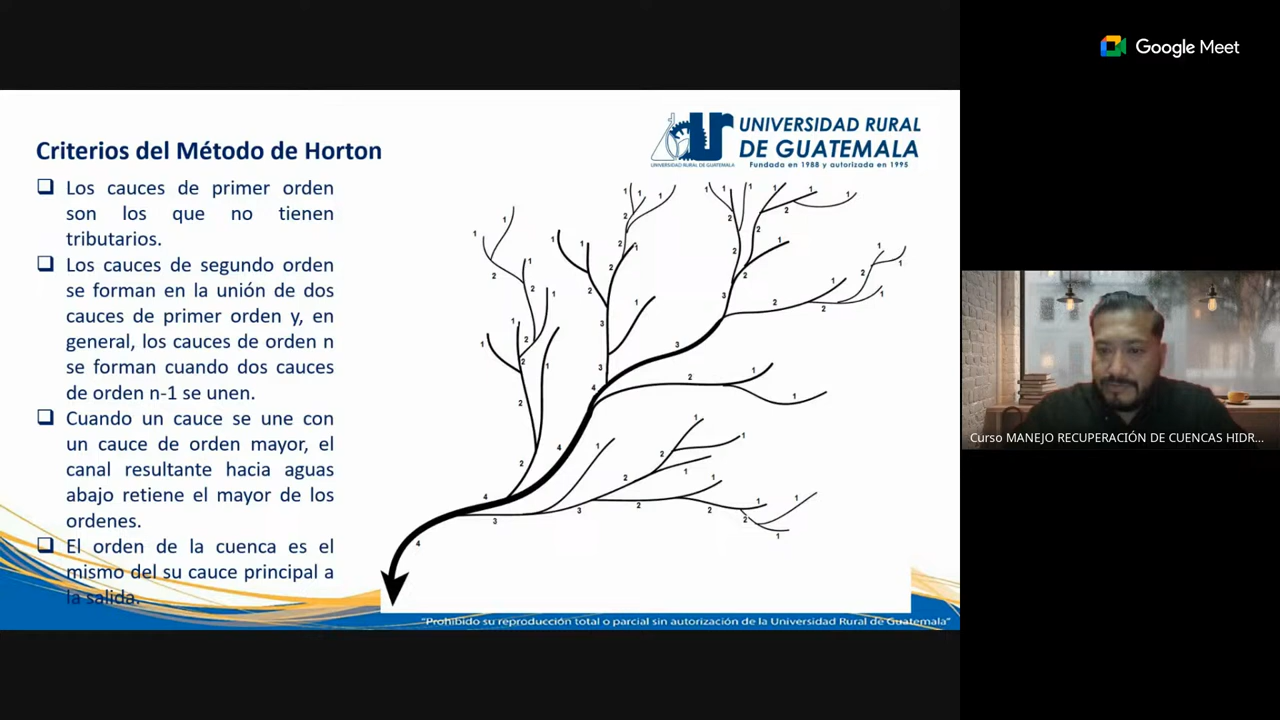 Google Meet
UNIVERSIDAD RURAL
DE GUATEMALA
Fundada en 1988 y autorizada en 1995
UNIVERSIDAD RURAL DE GUATEMALA
Criterios del Método de Horton
Los cauces de primer orden
son los que no tienen
tributarios.
Los cauces de segundo orden
se forman en la unión de dos
cauces de primer orden y, en
general, los cauces de orden n
se forman cuando dos cauces
de orden n-1 se unen.
Cuando un cauce se une con
un cauce de orden mayor, el
canal resultante hacia aguas
abajo retiene el mayor de los
ordenes.
El orden de la cuenca es el
mismo del su cauce principal a
la salida.
"Prohibido su reproducción total o parcial sin autorización de la Universidad Rural de Guatemala"
Curso MANEJO RECUPERACIÓN DE CUENCAS HIDR...